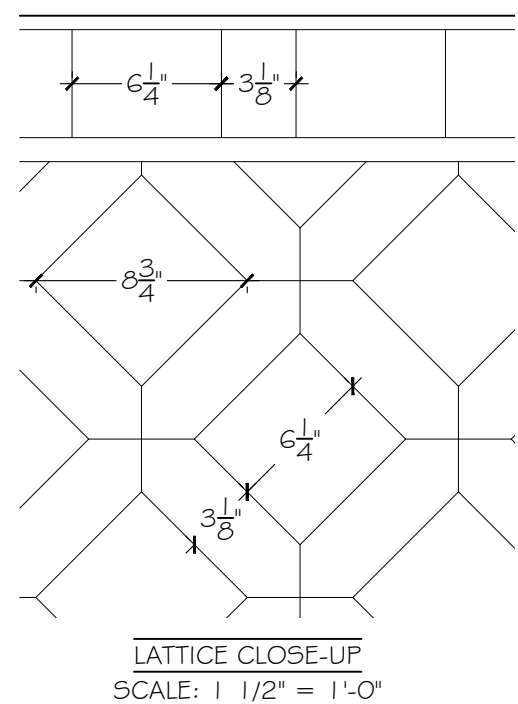 6 1/4" 3 1/8"
8 3/4"
6 1/4"
3 1/8"
LATTICE CLOSE-UP
SCALE: 1 1/2" = 1'-0"